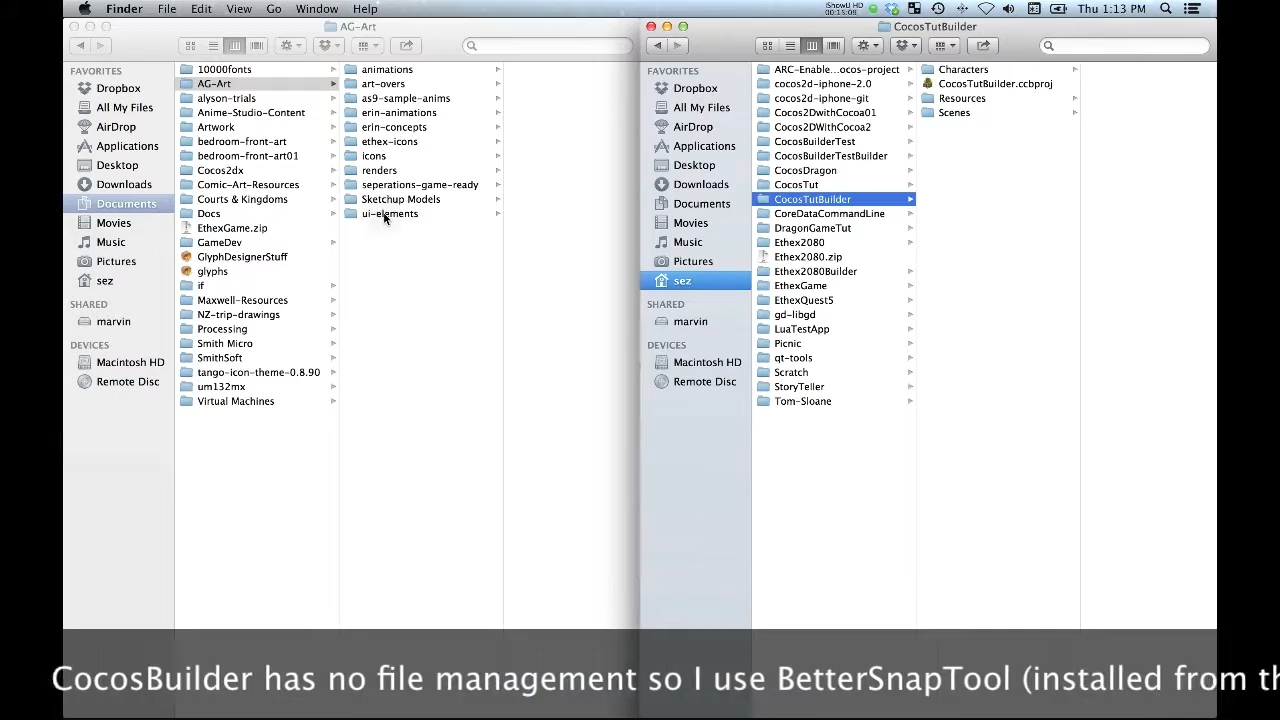 Finder File Edit View Go Window Help
iShowU HD
00:15:09
Thu 1:13 PM
AG-Art
FAVORITES
Dropbox
All My Files
AirDrop
Applications
Desktop
Downloads
Documents
Movies
Music
Pictures
sez
SHARED
marvin
DEVICES
Macintosh HD
Remote Disc
10000fonts
AG-Art
alyson-trials
Anime-Studio-Content
Artwork
bedroom-front-art
bedroom-front-art01
Cocos2dx
Comic-Art-Resources
Courts & Kingdoms
Docs
EthexGame.zip
GameDev
GlyphDesignerStuff
glyphs
if
Maxwell-Resources
NZ-trip-drawings
Processing
Smith Micro
SmithSoft
tango-icon-theme-0.8.90
um132mx
Virtual Machines
animations
art-overs
as9-sample-anims
erin-animations
erin-concepts
ethex-icons
Icons
renders
seperations-game-ready
Sketchup Models
ui-elements
CocosTutBuilder
FAVORITES
Dropbox
All My Files
AirDrop
Applications
Desktop
Downloads
Documents
Movies
Music
Pictures
sez
SHARED
marvin
DEVICES
Macintosh HD
Remote Disc
ARC-Enable...ocos-project
cocos2d-iphone-2.0
cocos2d-iphone-git
Cocos2DWithCocoa01
Cocos2DWithCocoa2
CocosBuilderTest
CocosBuilderTestBuilder
CocosDragon
CocosTut
CocosTutBuilder
CoreDataCommandLine
DragonGameTut
Ethex2080
Ethex2080.zip
Ethex2080Builder
EthexGame
EthexQuest5
gd-libgd
LuaTestApp
Picnic
qt-tools
Scratch
StoryTeller
Tom-Sloane
Characters
CocosTutBuilder.ccbproj
Resources
Scenes
CocosBuilder has no file management so I use BetterSnapTool (installed from th